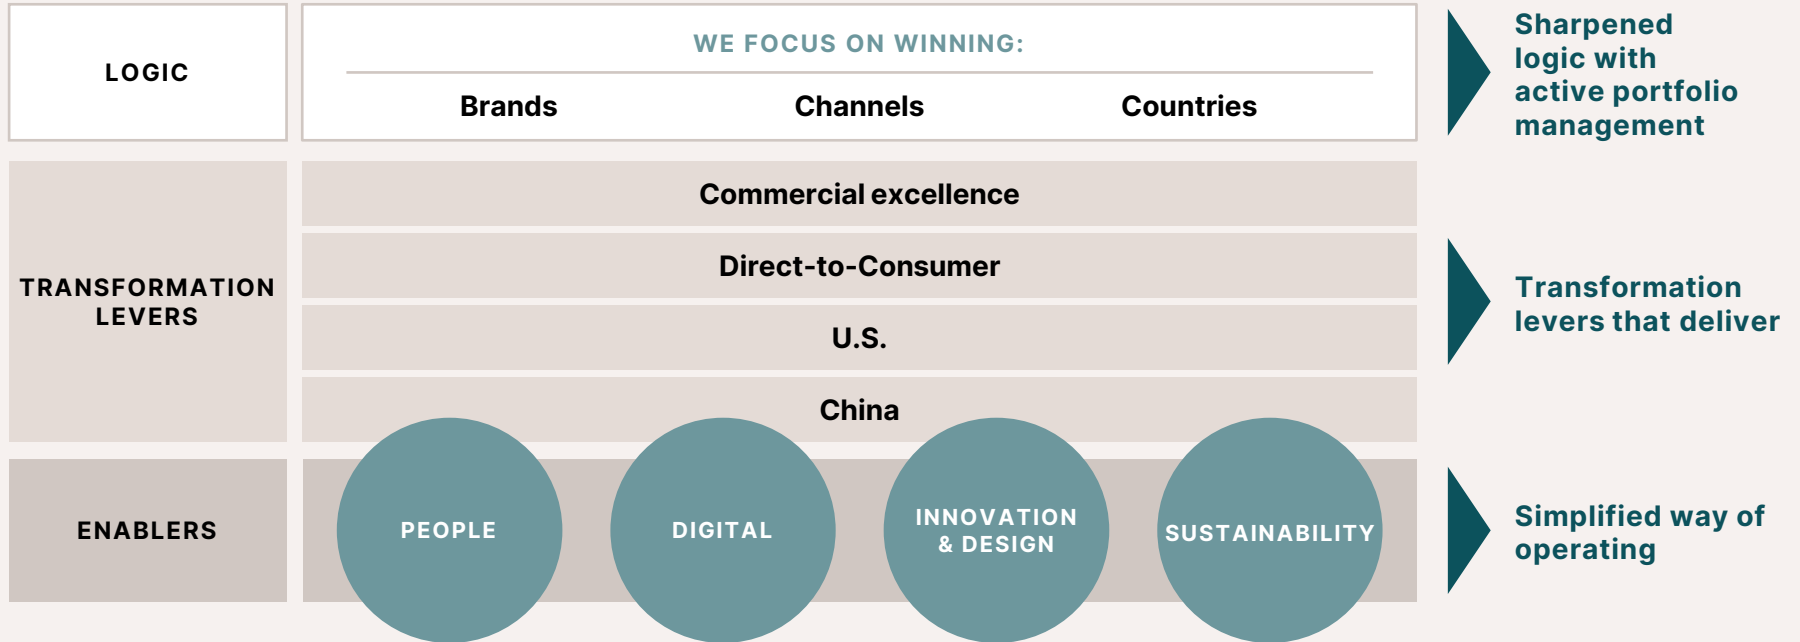 LOGIC
WE FOCUS ON WINNING:
Brands
Channels
Countries
Sharpened
logic with
active portfolio
management
TRANSFORMATION
LEVERS
Commercial excellence
Direct-to-Consumer
U.S.
China
Transformation
levers that deliver
ENABLERS
PEOPLE
DIGITAL
INNOVATION
& DESIGN
SUSTAINABILITY
Simplified way of
operating